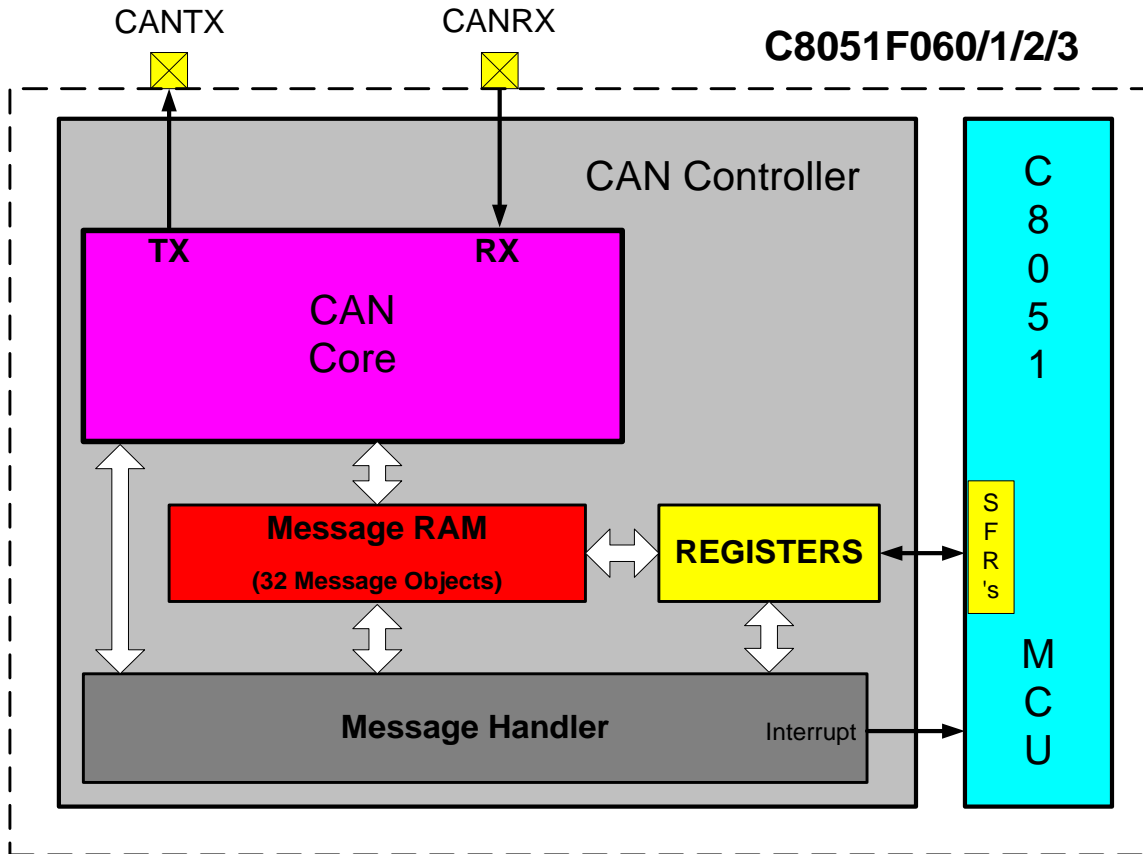 CANTX
CANRX
C8051F060/1/2/3
CAN Controller
TX
RX
CAN
Core
Message RAM
(32 Message Objects)
REGISTERS
Message Handler
Interrupt
C
8
0
5
1
S
F
R
's
M
C
U